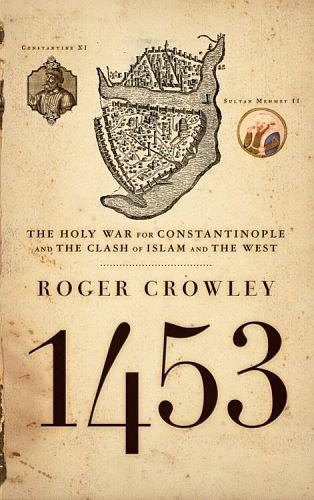 CONSTANTINE XI
SULTAN MEHMET II
THE HOLY WAR FOR CONSTANTINOPLE
AND THE CLASH OF ISLAM AND THE WEST
ROGER CROWLEY
1453